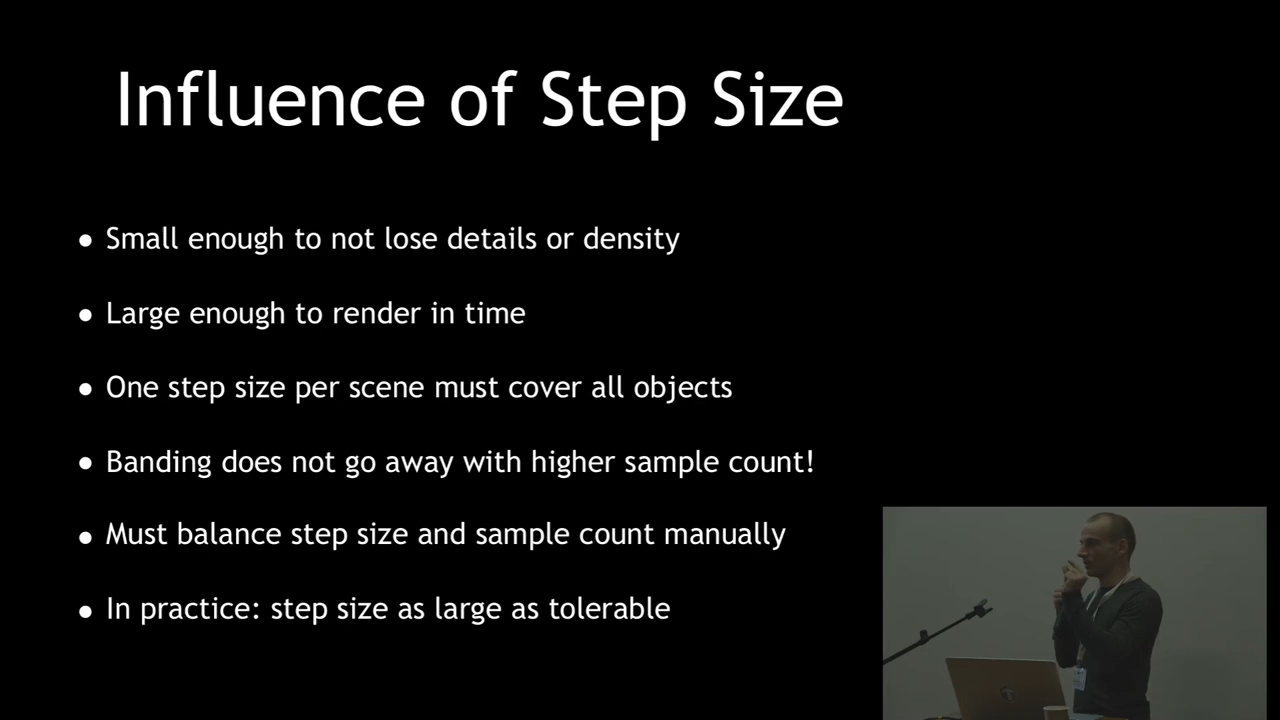 Influence of Step Size
• Small enough to not lose details or density
• Large enough to render in time
• One step size per scene must cover all objects
• Banding does not go away with higher sample count!
• Must balance step size and sample count manually
• In practice: step size as large as tolerable